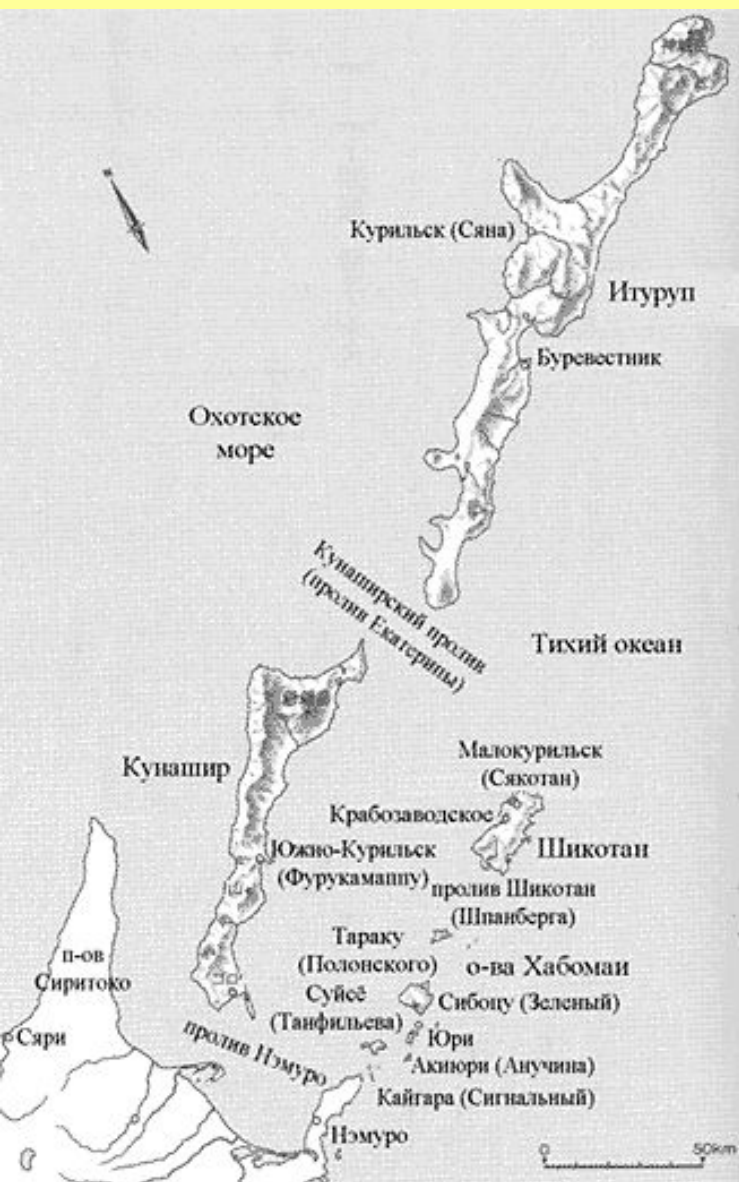 Курильск (Сяна)
Итуруп
Буревестник
Охотское
море
Кунаширский пролив
(пролив Екатерины)
Тихий океан
Малокурильск
(Сякотан)
Кунашир
Крабозаводское
Шикотан
Южно-Курильск
(Фурукамаппу)
пролив Шикотан
(Шпанберга)
Тараку
(Полонского)
о-ва Хабомаи
п-ов
Сиритоко
Суйсё
(Танфильева)
Сибоцу (Зеленый)
Сяри
пролив Нэмуро
Юри
Акиюри (Анучина)
Кайгара (Сигнальный)
Нэмуро
0 50km